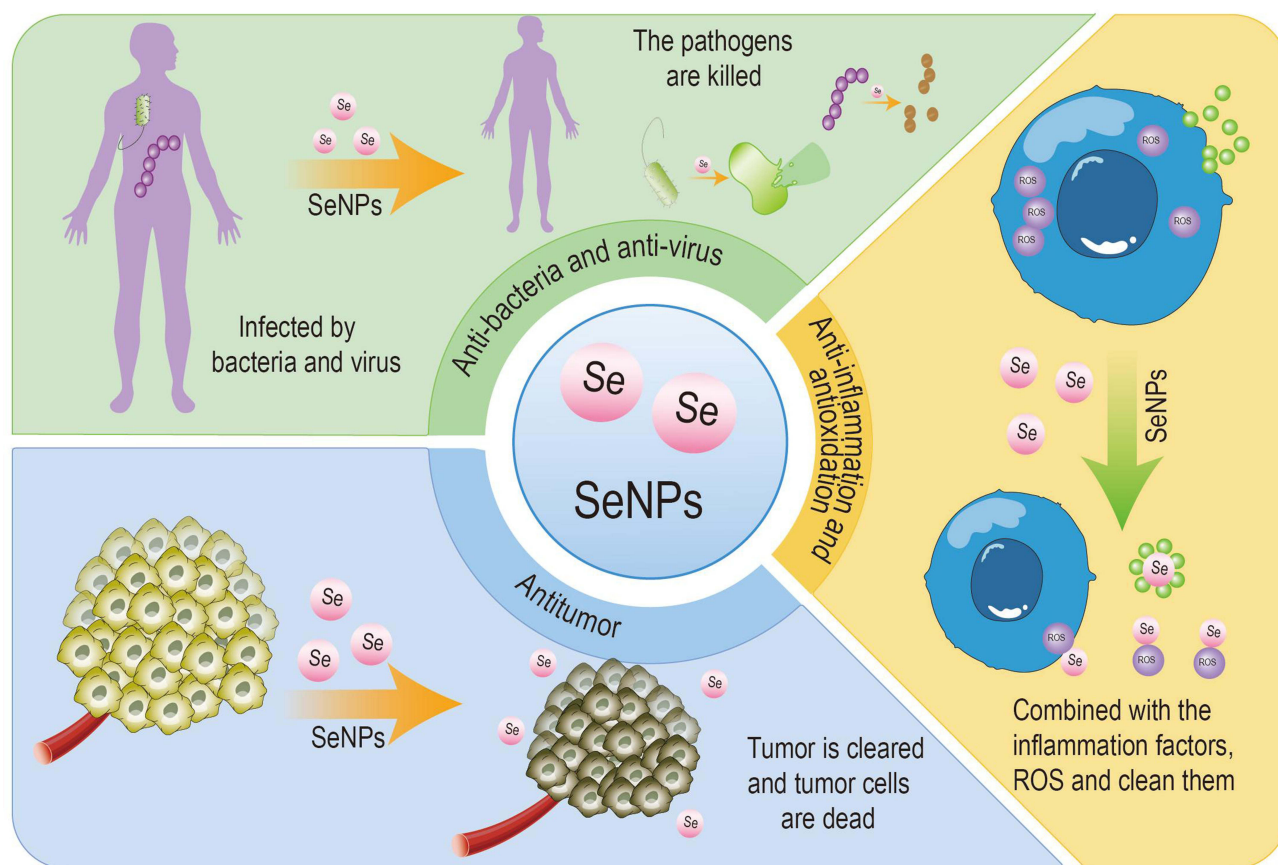 The pathogens
are killed
Se
Se
Se
SeNPs
Se
Se
Infected by
bacteria and virus
Anti-bacteria and anti-virus
Se
Se
SeNPs
Anti-inflammation and
antioxidation and
Antitumor
ROS
ROS
ROS
ROS
ROS
Se
Se
Se
SeNPs
Se
ROS
Se
Se
ROS
Se
ROS
Combined with the
inflammation factors,
ROS and clean them
Se
Se
Se
SeNPs
Se
Se
Se
Se
Tumor is cleared
and tumor cells
are dead